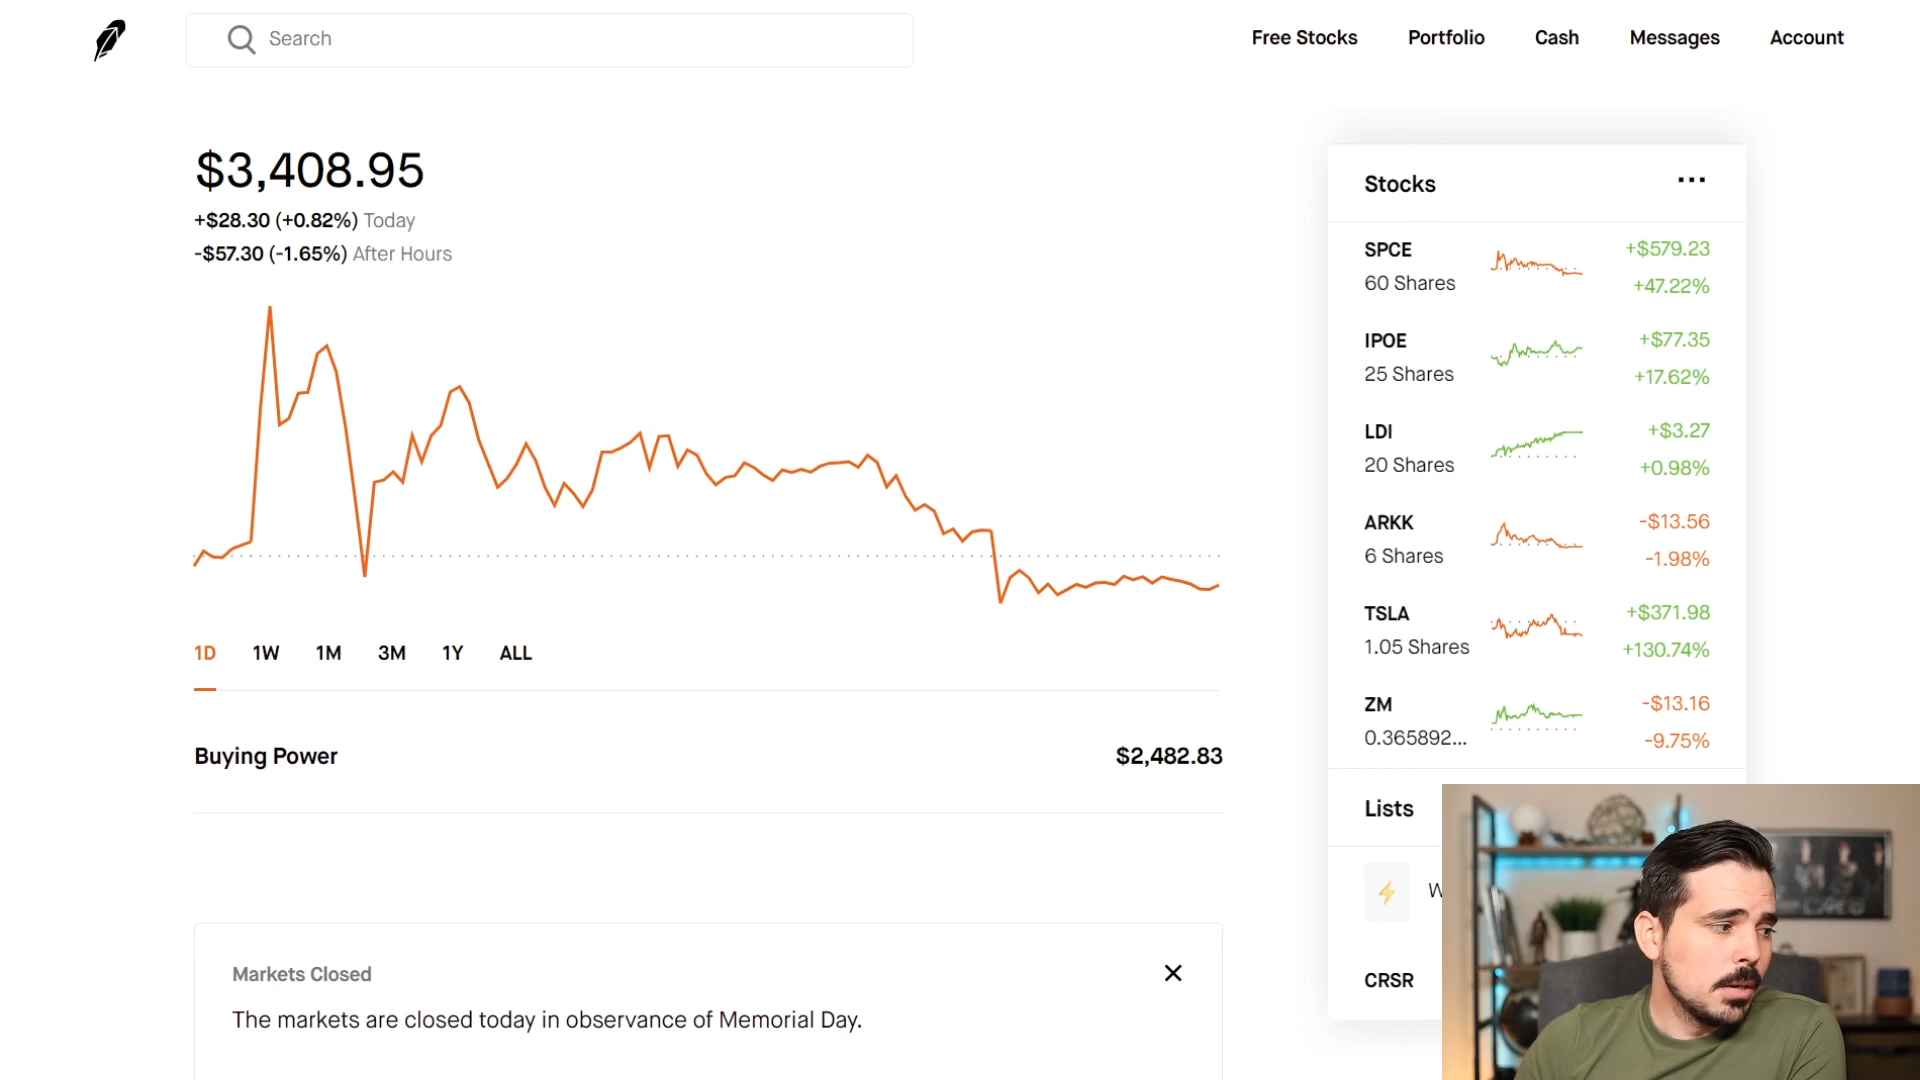 Search
Free Stocks
Portfolio
Cash
Messages
Account
$3,408.95
+$28.30 (+0.82%) Today
-$57.30 (-1.65%) After Hours
1D
1W
1M
3M
1Y
ALL
Buying Power
$2,482.83
Markets Closed
The markets are closed today in observance of Memorial Day.
Stocks
SPCE
60 Shares
+$579.23
+47.22%
IPOE
25 Shares
+$77.35
+17.62%
LDI
20 Shares
+$3.27
+0.98%
ARKK
6 Shares
-$13.56
-1.98%
TSLA
1.05 Shares
+$371.98
+130.74%
ZM
0.365892...
-$13.16
-9.75%
Lists
CRSR